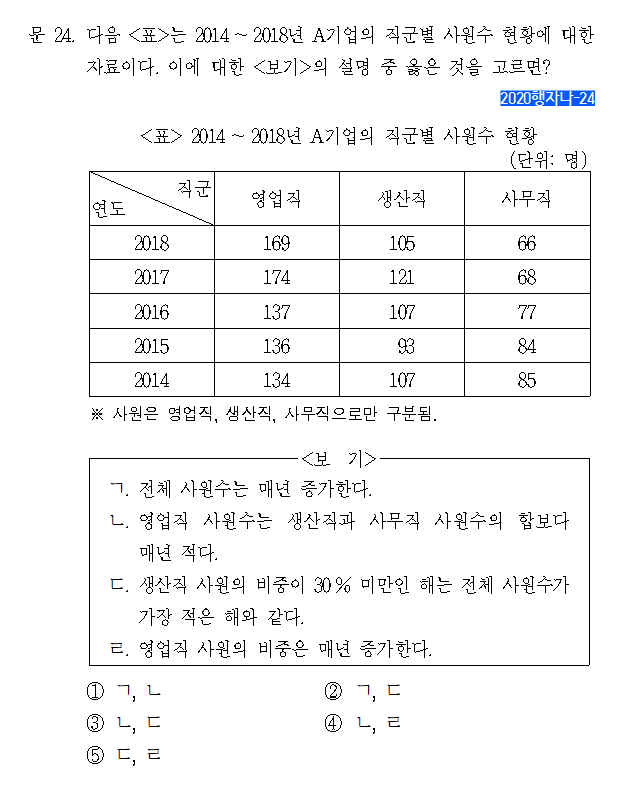 문 24. 다음 <표>는 2014 ~ 2018년 A기업의 직군별 사원수 현황에 대한
자료이다. 이에 대한 <보기>의 설명 중 옳은 것을 고르면?
2020행자나-24
<표> 2014 ~ 2018년 A기업의 직군별 사원수 현황
(단위: 명)
직군
연도 영업직 생산직 사무직
2018 169 105 66
2017 174 121 68
2016 137 107 77
2015 136 93 84
2014 134 107 85
※ 사원은 영업직, 생산직, 사무직으로만 구분됨.
<보 기>
ㄱ. 전체 사원수는 매년 증가한다.
ㄴ. 영업직 사원수는 생산직과 사무직 사원수의 합보다
매년 적다.
ㄷ. 생산직 사원의 비중이 30 % 미만인 해는 전체 사원수가
가장 적은 해와 같다.
ㄹ. 영업직 사원의 비중은 매년 증가한다.
① ㄱ, ㄴ ② ㄱ, ㄷ
③ ㄴ, ㄷ ④ ㄴ, ㄹ
⑤ ㄷ, ㄹ